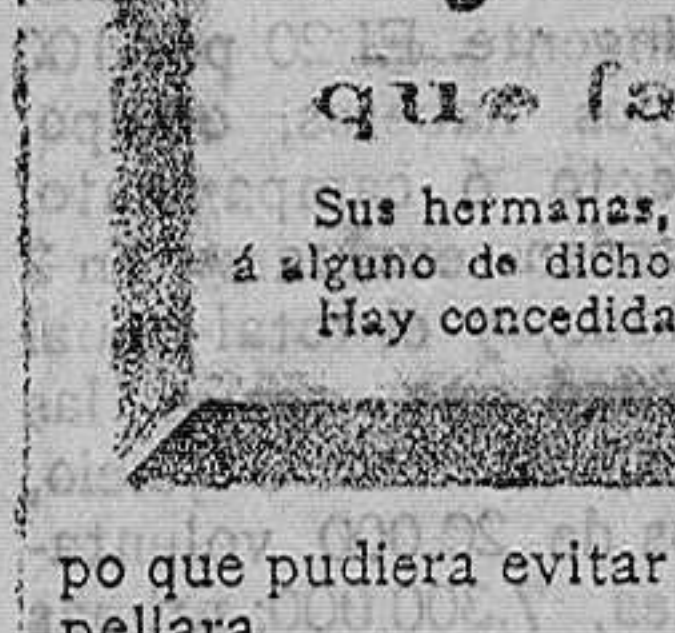 que fa
Sus hermanas,
á alguno de dicho
Hay concedida
po que pudiera evitar
pellara